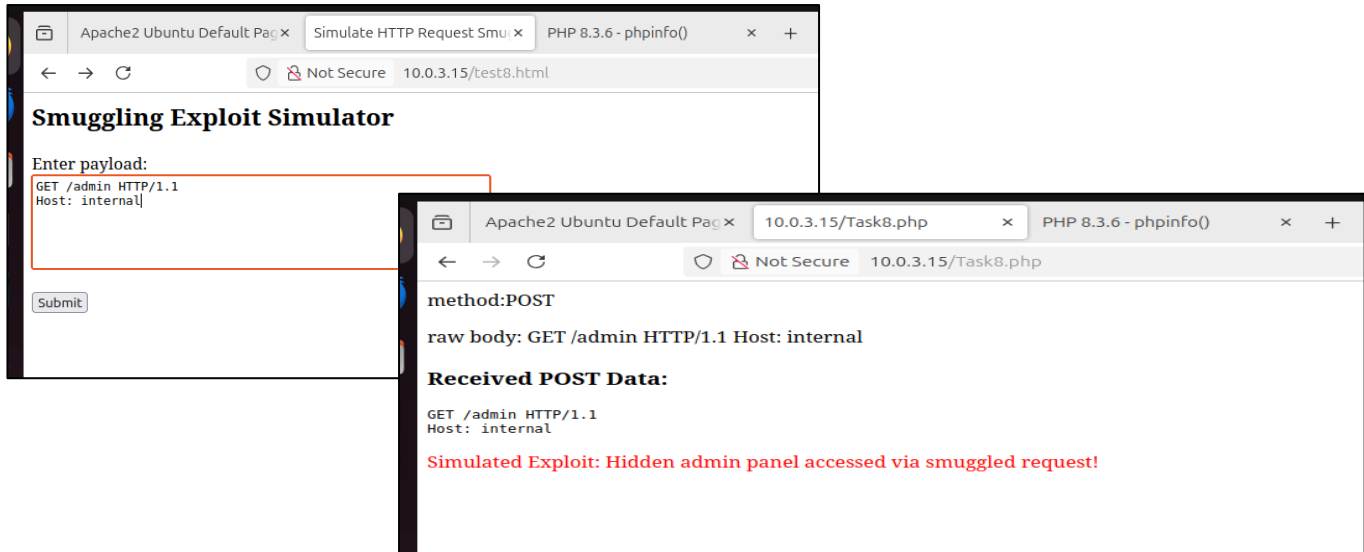 Apache2 Ubuntu Default Pag
Simulate HTTP Request Smu
PHP 8.3.6 - phpinfo()
Not Secure 10.0.3.15/test8.html
Smuggling Exploit Simulator
Enter payload:
GET /admin HTTP/1.1
Host: internal
Submit
Apache2 Ubuntu Default Pag
10.0.3.15/Task8.php
PHP 8.3.6 - phpinfo()
Not Secure 10.0.3.15/Task8.php
method:POST
raw body: GET /admin HTTP/1.1 Host: internal
Received POST Data:
GET /admin HTTP/1.1
Host: internal
Simulated Exploit: Hidden admin panel accessed via smuggled request!